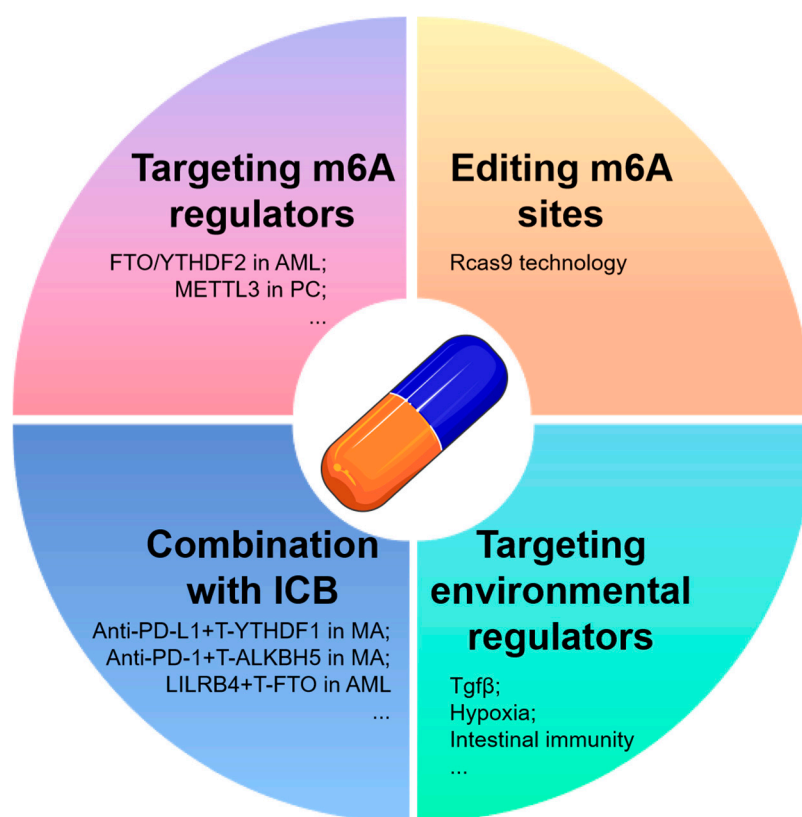 Targeting m6A
regulators
FTO/YTHDF2 in AML;
METTL3 in PC;
...
Editing m6A
sites
Rcas9 technology
Combination
with ICB
Anti-PD-L1+T-YTHDF1 in MA;
Anti-PD-1+T-ALKBH5 in MA;
LILRB4+T-FTO in AML
...
Targeting
environmental
regulators
Tgfβ;
Hypoxia;
Intestinal immunity
...